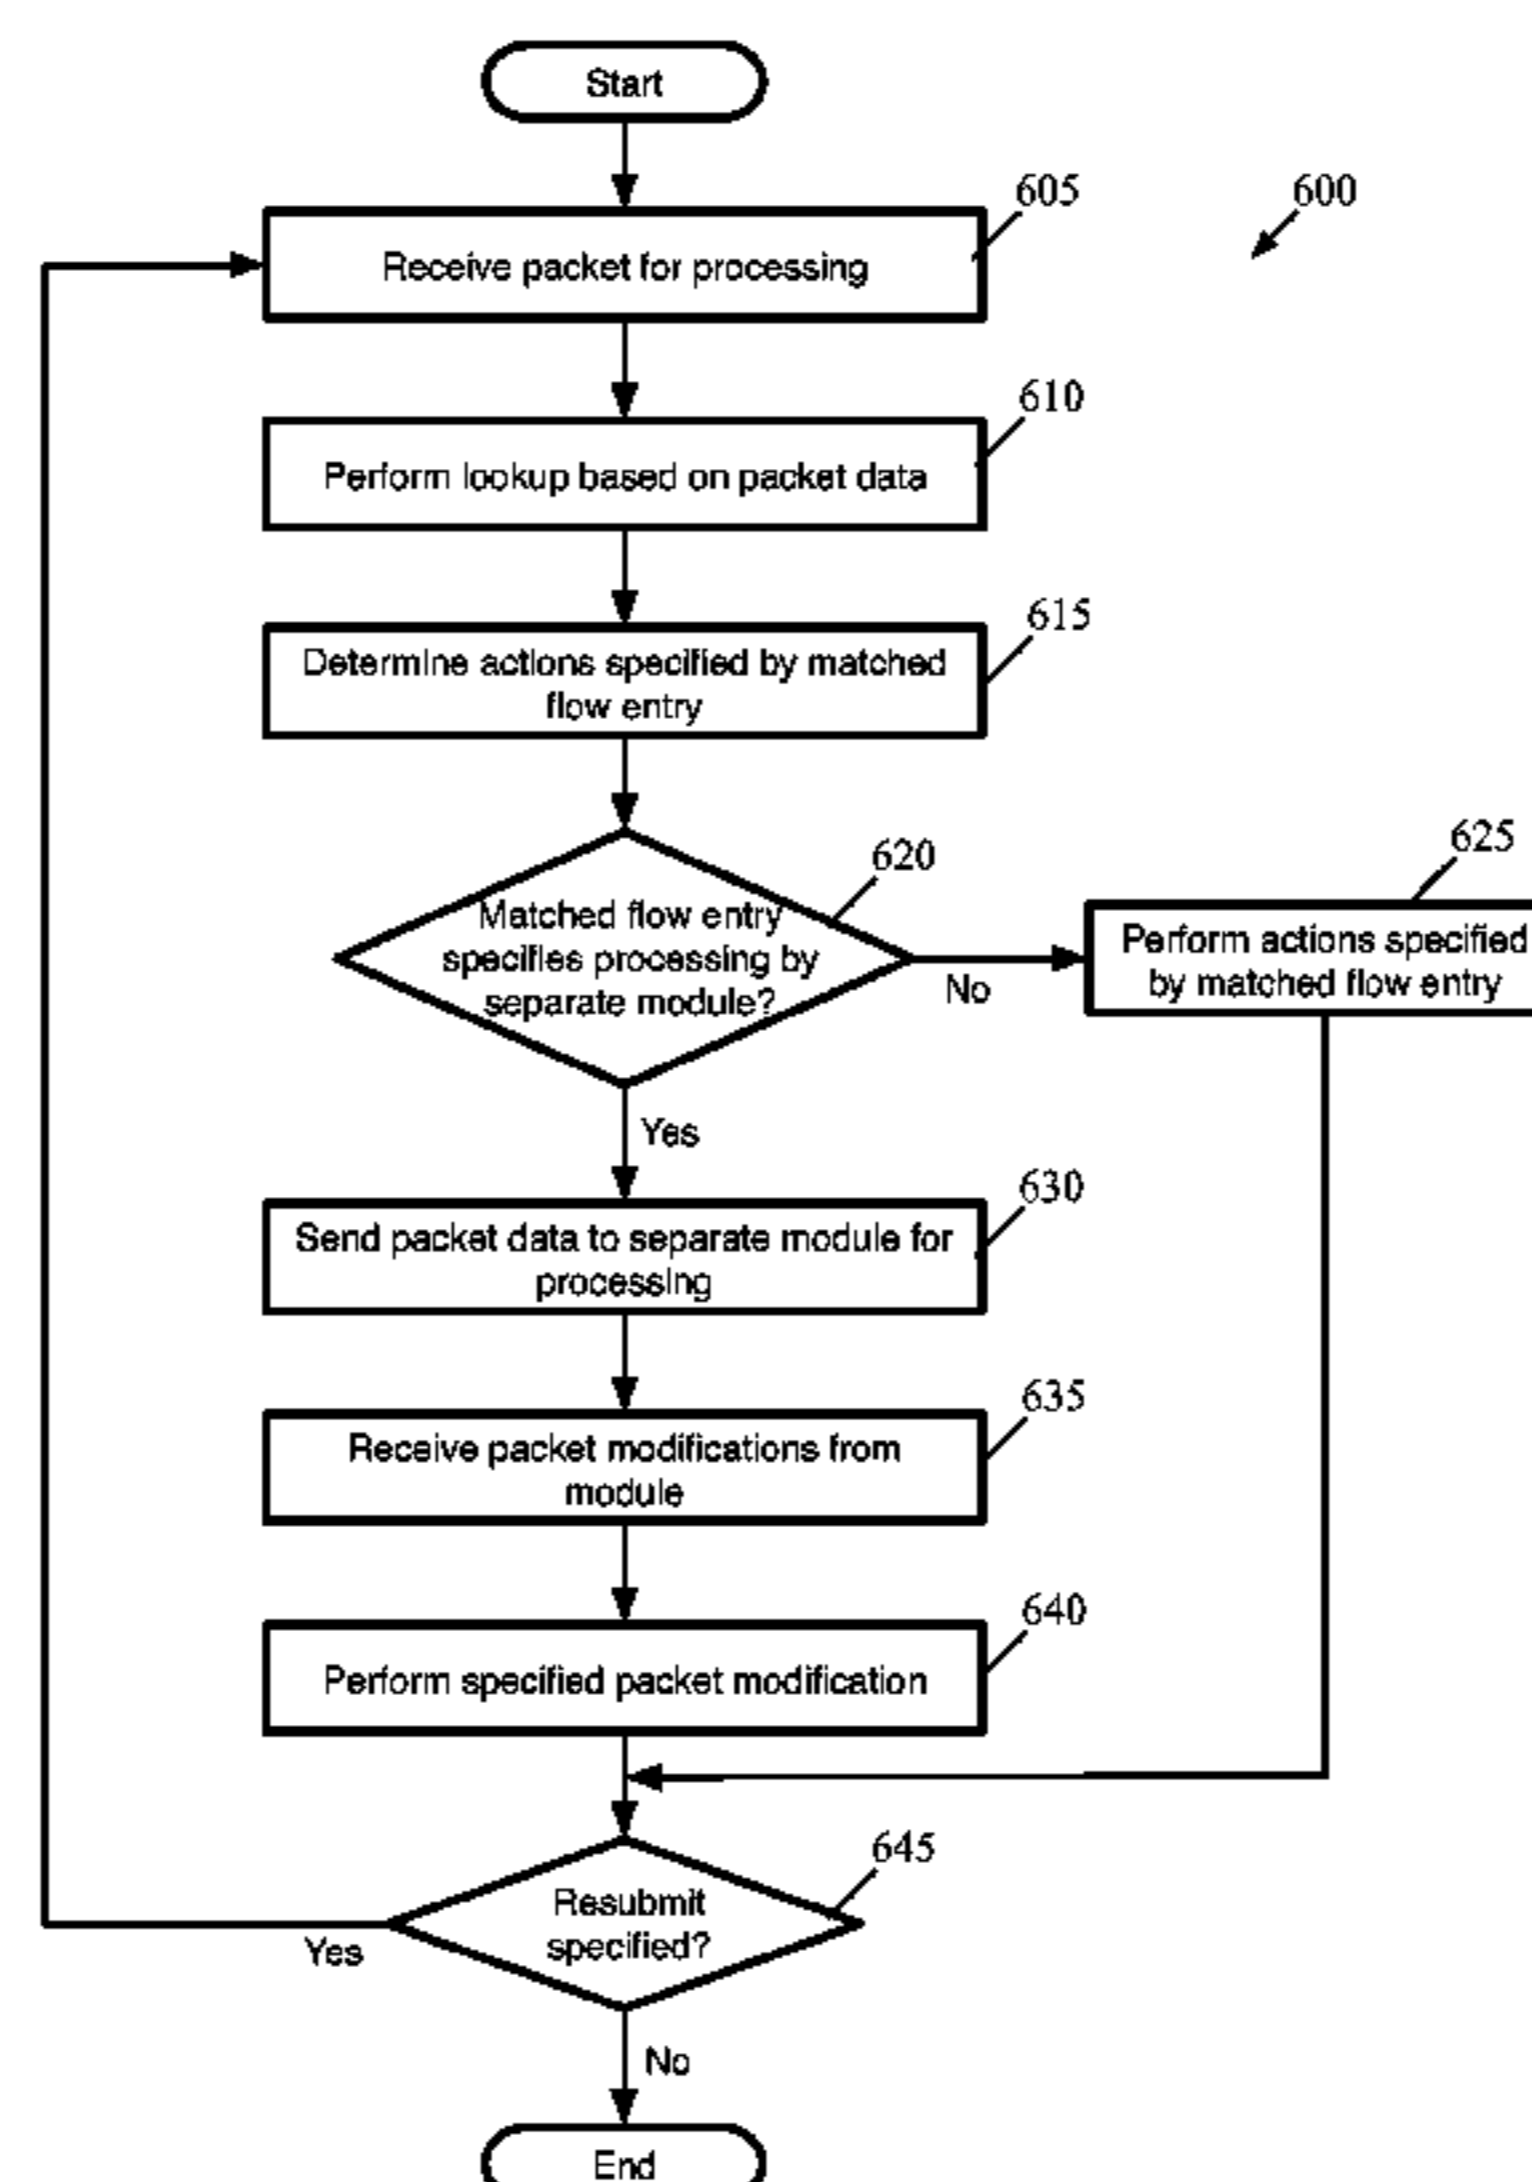 Start
605
600
Receive packet for processing
610
Perform lookup based on packet data
615
Determine actions specified by matched
flow entry
620
625
Matched flow entry
specifies processing by
separate module?
No
Perform actions specified
by matched flow entry
Yes
630
Send packet data to separate module for
processing
635
Receive packet modifications from
module
640
Perform specified packet modification
645
Resubmit
specified?
Yes
No
End